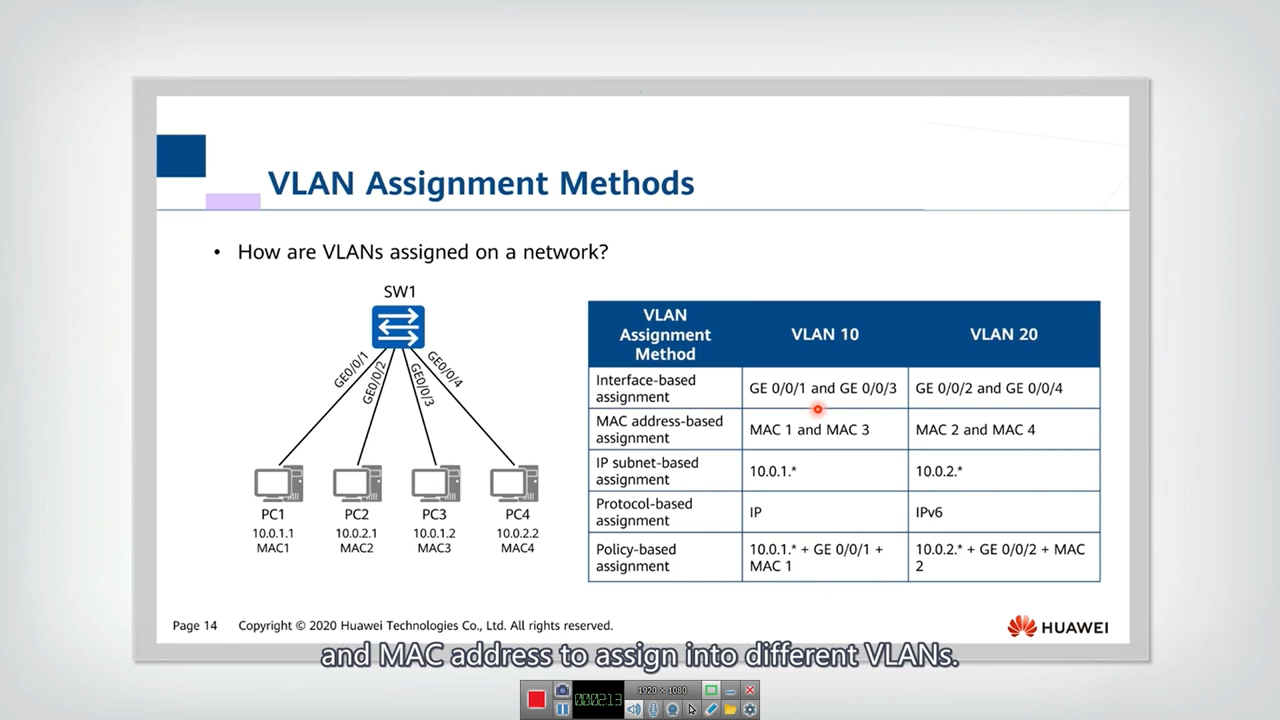 VLAN Assignment Methods
• How are VLANs assigned on a network?
SW1
GE0/0/1
GE0/0/2
GE0/0/3
GE0/0/4
PC1
10.0.1.1
MAC1
PC2
10.0.2.1
MAC2
PC3
10.0.1.2
MAC3
PC4
10.0.2.2
MAC4
VLAN
Assignment
Method
VLAN 10
VLAN 20
Interface-based
assignment
GE 0/0/1 and GE 0/0/3
GE 0/0/2 and GE 0/0/4
MAC address-based
assignment
MAC 1 and MAC 3
MAC 2 and MAC 4
IP subnet-based
assignment
10.0.1.*
10.0.2.*
Protocol-based
assignment
IP
IPv6
Policy-based
assignment
10.0.1.* + GE 0/0/1 +
MAC 1
10.0.2.* + GE 0/0/2 + MAC
2
Page 14
Copyright © 2020 Huawei Technologies Co., Ltd. All rights reserved.
HUAWEI
and MAC address to assign into different VLANs.
1920 × 1080
000:02:13